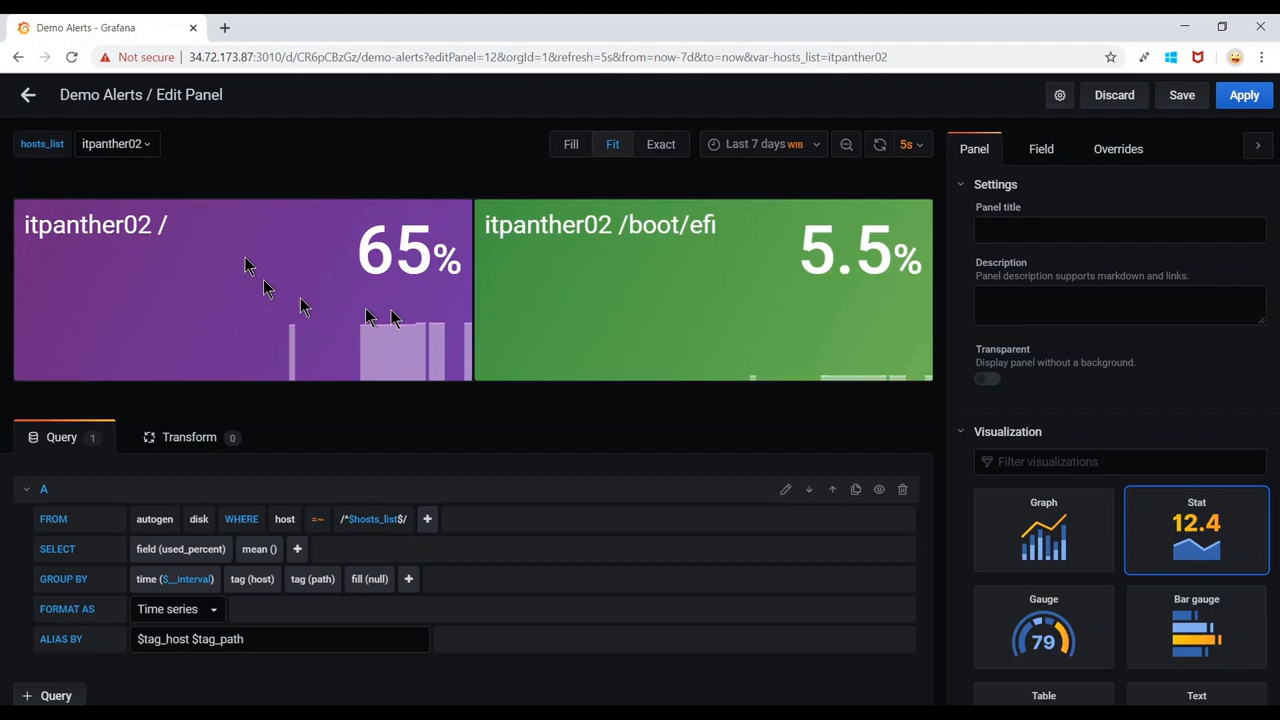 Demo Alerts - Grafana
Not secure 34.72.173.87:3010/d/CR6pCBzGz/demo-alerts?editPanel=12&orgId=1&refresh=5s&from=now-7d&to=now&var-hosts_list=itpanther02
Demo Alerts / Edit Panel
Discard Save Apply
hosts_list itpanther02
Fill Fit Exact Last 7 days WIB 5s
Panel Field Overrides
Settings
Panel title
Description
Panel description supports markdown and links.
Transparent
Display panel without a background.
Visualization
Filter visualizations
Graph
Stat
12.4
Gauge
79
Bar gauge
Table
Text
itpanther02 /
65%
itpanther02 /boot/efi
5.5%
Query 1 Transform 0
A
FROM autogen disk WHERE host =~ /^$hosts_list$/ +
SELECT field (used_percent) mean () +
GROUP BY time ($__interval) tag (host) tag (path) fill (null) +
FORMAT AS Time series
ALIAS BY $tag_host $tag_path
+ Query